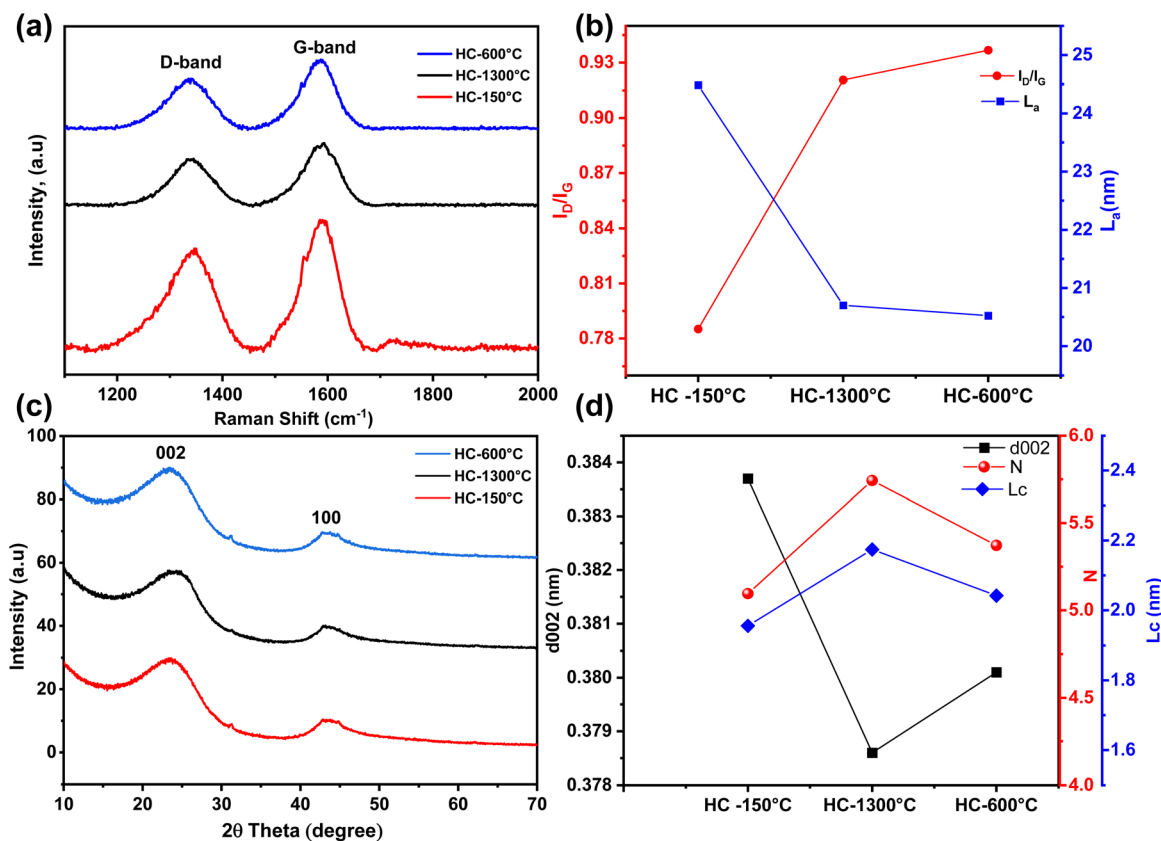 (a)
D-band
G-band
HC-600°C
HC-1300°C
HC-150°C
Intensity, (a.u)
1200
1400
1600
1800
2000
Raman Shift (cm-1)
(b)
0.93
0.90
0.87
0.84
0.81
0.78
ID/IG
ID/IG
La
25
24
23
22
21
20
La(nm)
HC -150°C
HC-1300°C
HC-600°C
(c)
002
100
HC-600°C
HC-1300°C
HC-150°C
100
80
60
40
20
0
Intensity (a.u)
10
20
30
40
50
60
70
2θ Theta (degree)
(d)
d002
N
Lc
0.384
0.383
0.382
0.381
0.380
0.379
0.378
d002 (nm)
6.0
5.5
5.0
4.5
4.0
N
2.4
2.2
2.0
1.8
1.6
Lc (nm)
HC -150°C
HC-1300°C
HC-600°C